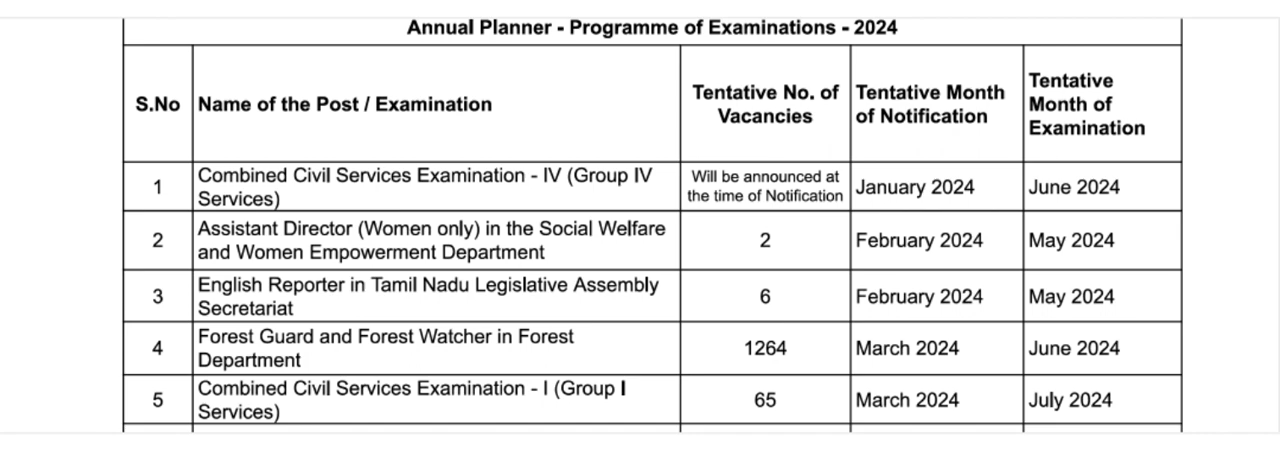 Annual Planner - Programme of Examinations - 2024
S.No
Name of the Post / Examination
Tentative No. of
Vacancies
Tentative Month
of Notification
Tentative
Month of
Examination
1
Combined Civil Services Examination - IV (Group IV
Services)
Will be announced at
the time of Notification
January 2024
June 2024
2
Assistant Director (Women only) in the Social Welfare
and Women Empowerment Department
2
February 2024
May 2024
3
English Reporter in Tamil Nadu Legislative Assembly
Secretariat
6
February 2024
May 2024
4
Forest Guard and Forest Watcher in Forest
Department
1264
March 2024
June 2024
5
Combined Civil Services Examination - I (Group I
Services)
65
March 2024
July 2024